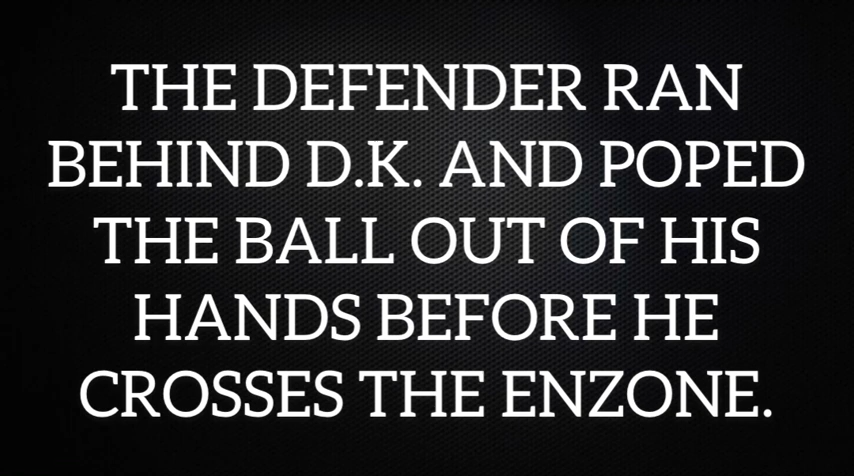 THE DEFENDER RAN
BEHIND D.K. AND POPED
THE BALL OUT OF HIS
HANDS BEFORE HE
CROSSES THE ENZONE.